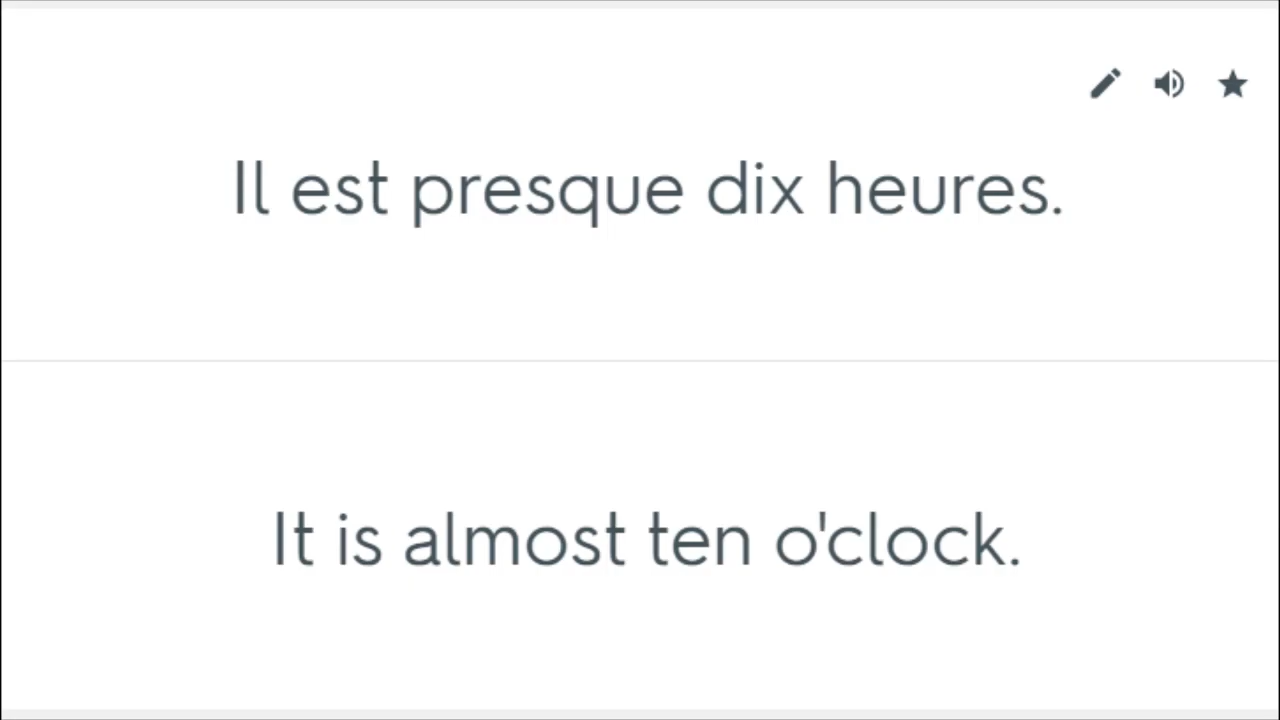 Il est presque dix heures.
It is almost ten o'clock.